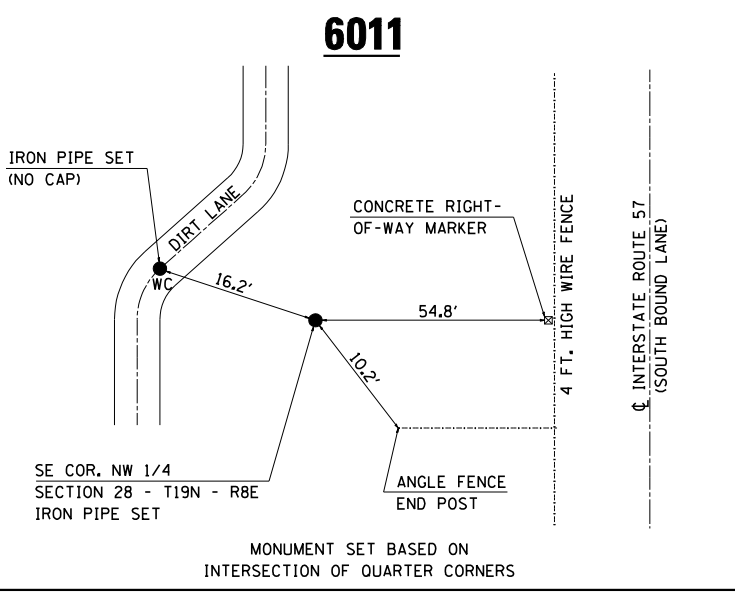 6011
IRON PIPE SET
(NO CAP)
DIRT LANE
CONCRETE RIGHT-
OF-WAY MARKER
WC
16.2'
54.8'
10.2'
4 FT. HIGH WIRE FENCE
℄ INTERSTATE ROUTE 57
(SOUTH BOUND LANE)
SE COR. NW 1/4
SECTION 28 - T19N - R8E
IRON PIPE SET
ANGLE FENCE
END POST
MONUMENT SET BASED ON
INTERSECTION OF QUARTER CORNERS